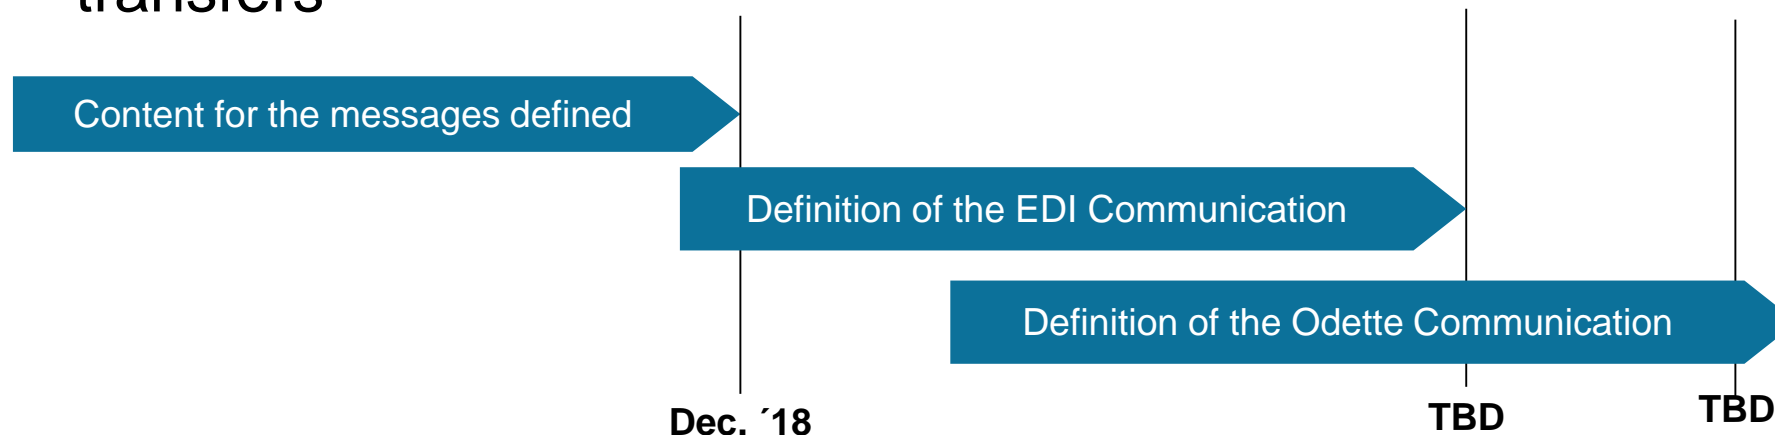 transfers
Content for the messages defined
Definition of the EDI Communication
Definition of the Odette Communication
Dec. ´18
TBD
TBD